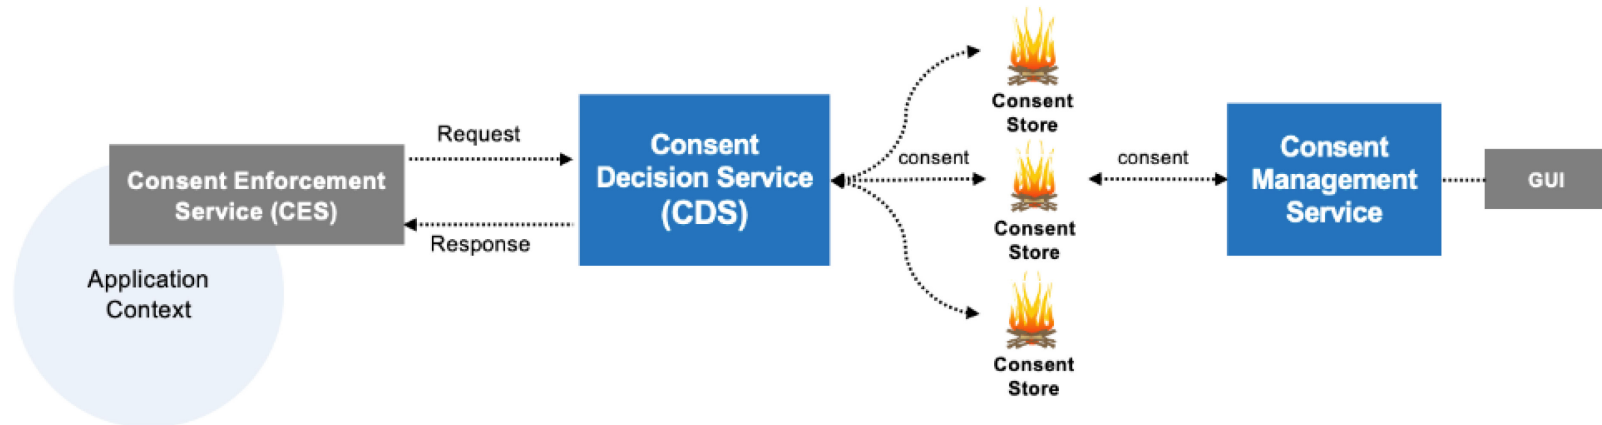 Consent Enforcement
Service (CES)
Application
Context
Request
Response
Consent
Decision Service
(CDS)
consent
Consent
Store
Consent
Store
Consent
Store
consent
Consent
Management
Service
GUI